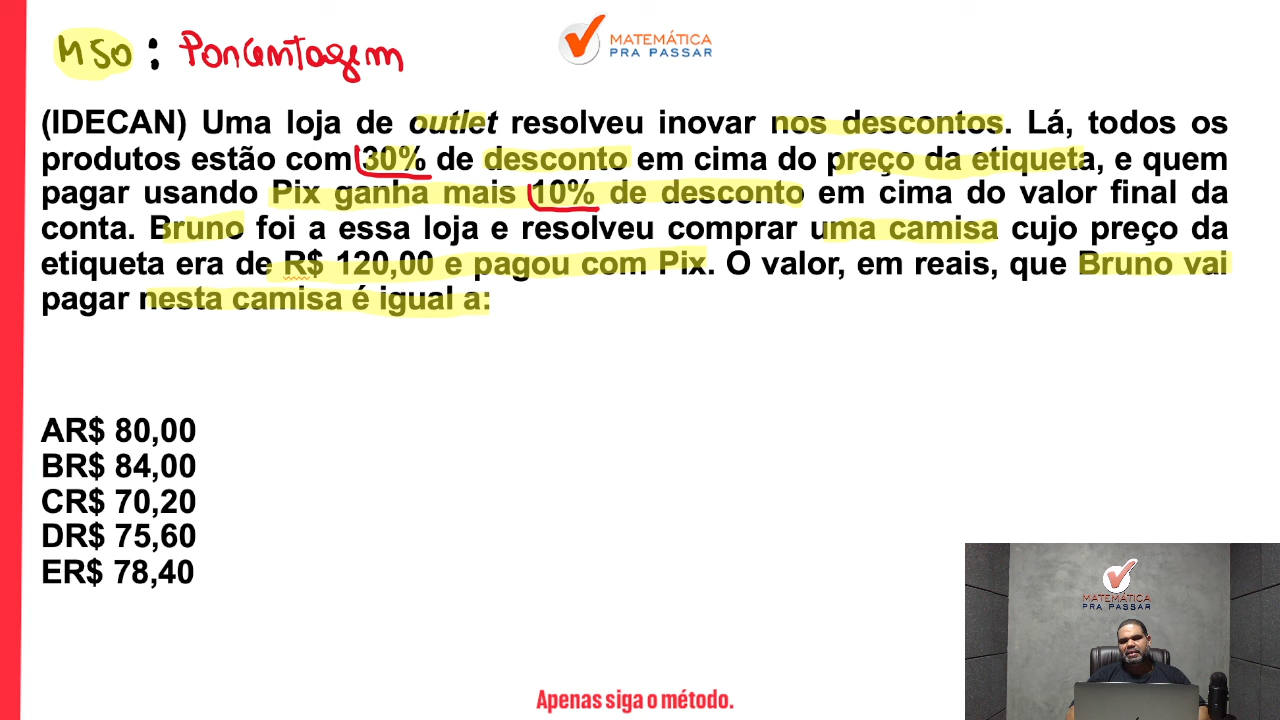 M50 : Porcentagem
MATEMÁTICA
PRA PASSAR
(IDECAN) Uma loja de outlet resolveu inovar nos descontos. Lá, todos os
produtos estão com 30% de desconto em cima do preço da etiqueta, e quem
pagar usando Pix ganha mais 10% de desconto em cima do valor final da
conta. Bruno foi a essa loja e resolveu comprar uma camisa cujo preço da
etiqueta era de R$ 120,00 e pagou com Pix. O valor, em reais, que Bruno vai
pagar nesta camisa é igual a:
AR$ 80,00
BR$ 84,00
CR$ 70,20
DR$ 75,60
ER$ 78,40
MATEMÁTICA
PRA PASSAR
Apenas siga o método.